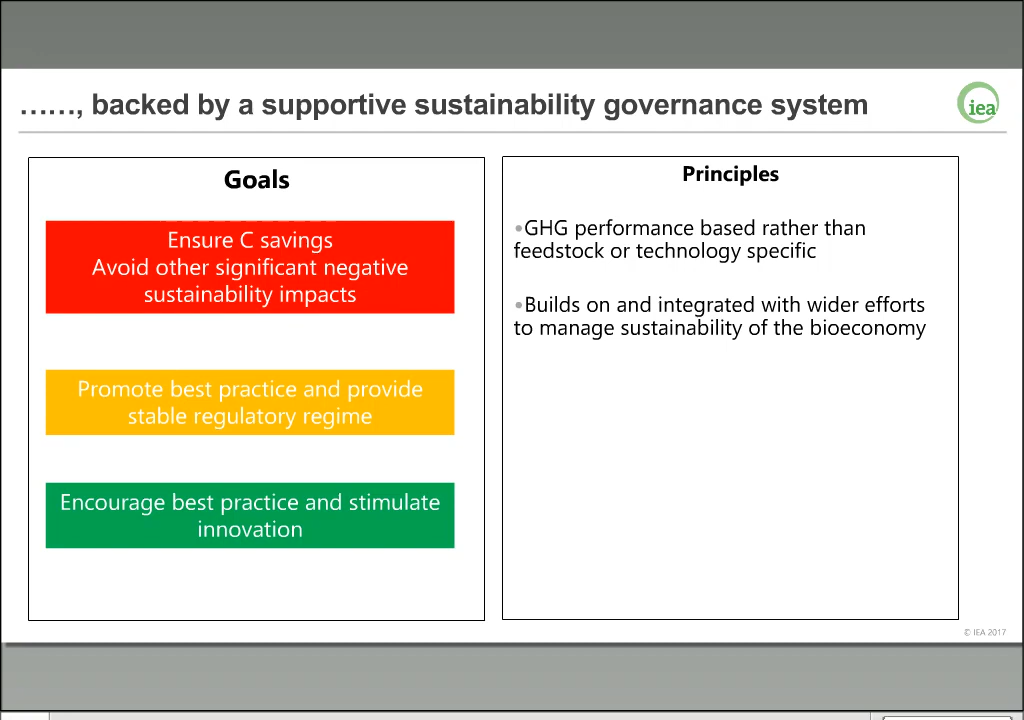 ……, backed by a supportive sustainability governance system
iea
Goals
Ensure C savings
Avoid other significant negative
sustainability impacts
Promote best practice and provide
stable regulatory regime
Encourage best practice and stimulate
innovation
Principles
•GHG performance based rather than
feedstock or technology specific
•Builds on and integrated with wider efforts
to manage sustainability of the bioeconomy
© IEA 2017